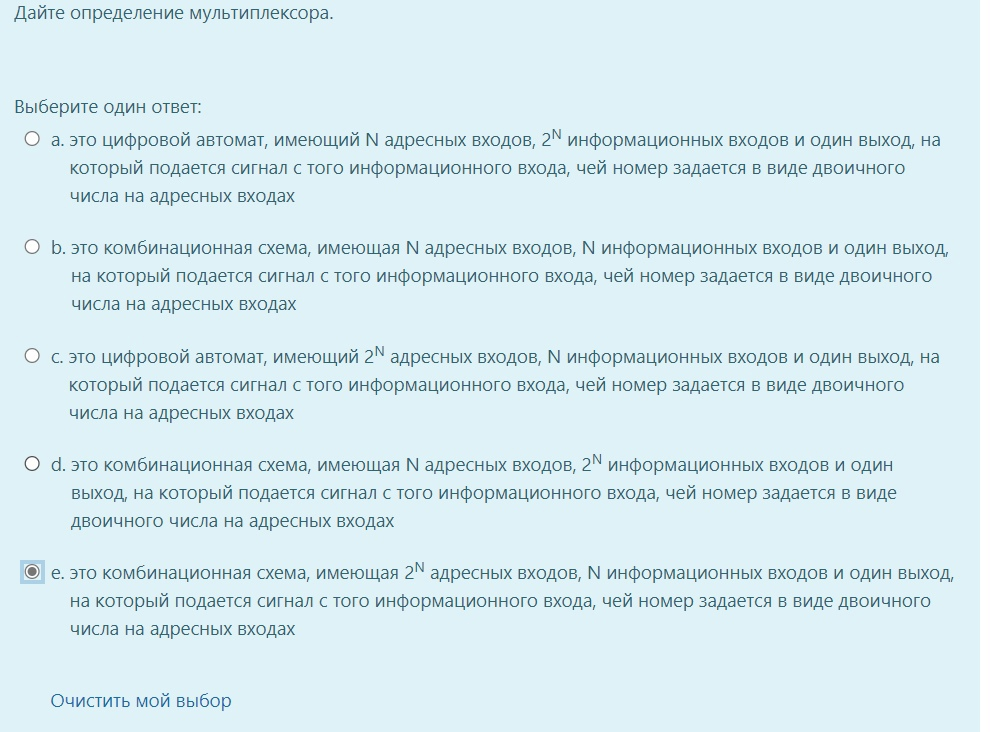 Дайте определение мультиплексора.
Выберите один ответ:
a. это цифровой автомат, имеющий N адресных входов, 2^N информационных входов и один выход, на
который подается сигнал с того информационного входа, чей номер задается в виде двоичного
числа на адресных входах
b. это комбинационная схема, имеющая N адресных входов, N информационных входов и один выход,
на который подается сигнал с того информационного входа, чей номер задается в виде двоичного
числа на адресных входах
c. это цифровой автомат, имеющий 2^N адресных входов, N информационных входов и один выход, на
который подается сигнал с того информационного входа, чей номер задается в виде двоичного
числа на адресных входах
d. это комбинационная схема, имеющая N адресных входов, 2^N информационных входов и один
выход, на который подается сигнал с того информационного входа, чей номер задается в виде
двоичного числа на адресных входах
e. это комбинационная схема, имеющая 2^N адресных входов, N информационных входов и один выход,
на который подается сигнал с того информационного входа, чей номер задается в виде двоичного
числа на адресных входах
Очистить мой выбор